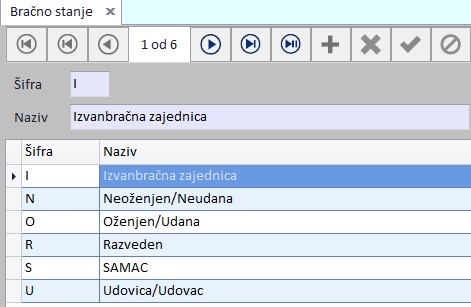 Bračno stanje
1 od 6
Šifra I
Naziv Izvanbračna zajednica
Šifra Naziv
I Izvanbračna zajednica
N Neoženjen/Neudana
O Oženjen/Udana
R Razveden
S SAMAC
U Udovica/Udovac